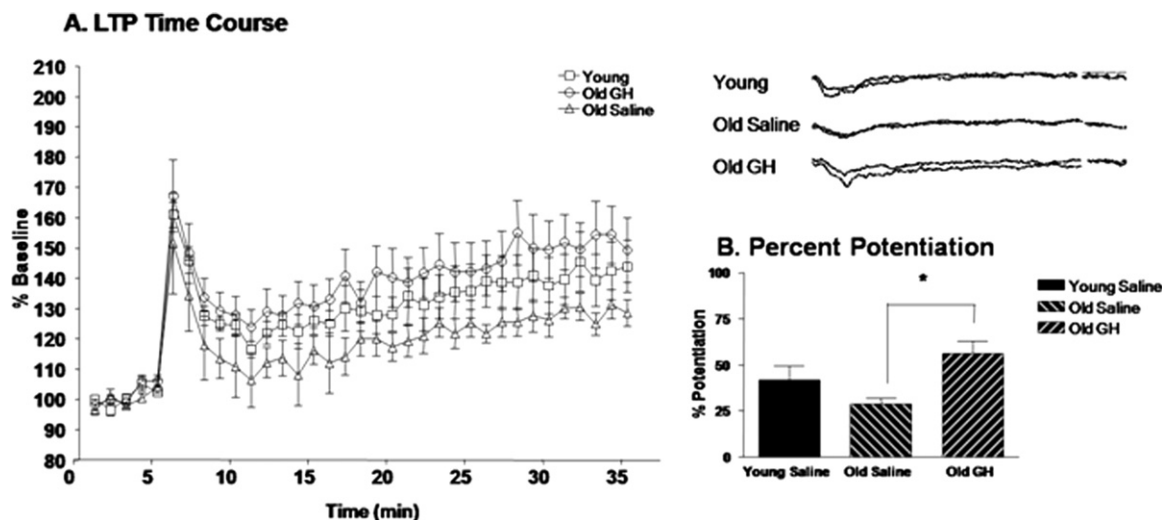 A. LTP Time Course
210
200
190
180
170
160
150
140
130
120
110
100
90
80
% Baseline
0 5 10 15 20 25 30 35
Time (min)
Young
Old GH
Old Saline
Young
Old Saline
Old GH
B. Percent Potentiation
100
75
50
25
0
% Potentiation
*
Young Saline
Old Saline
Old GH
Young Saline Old Saline Old GH